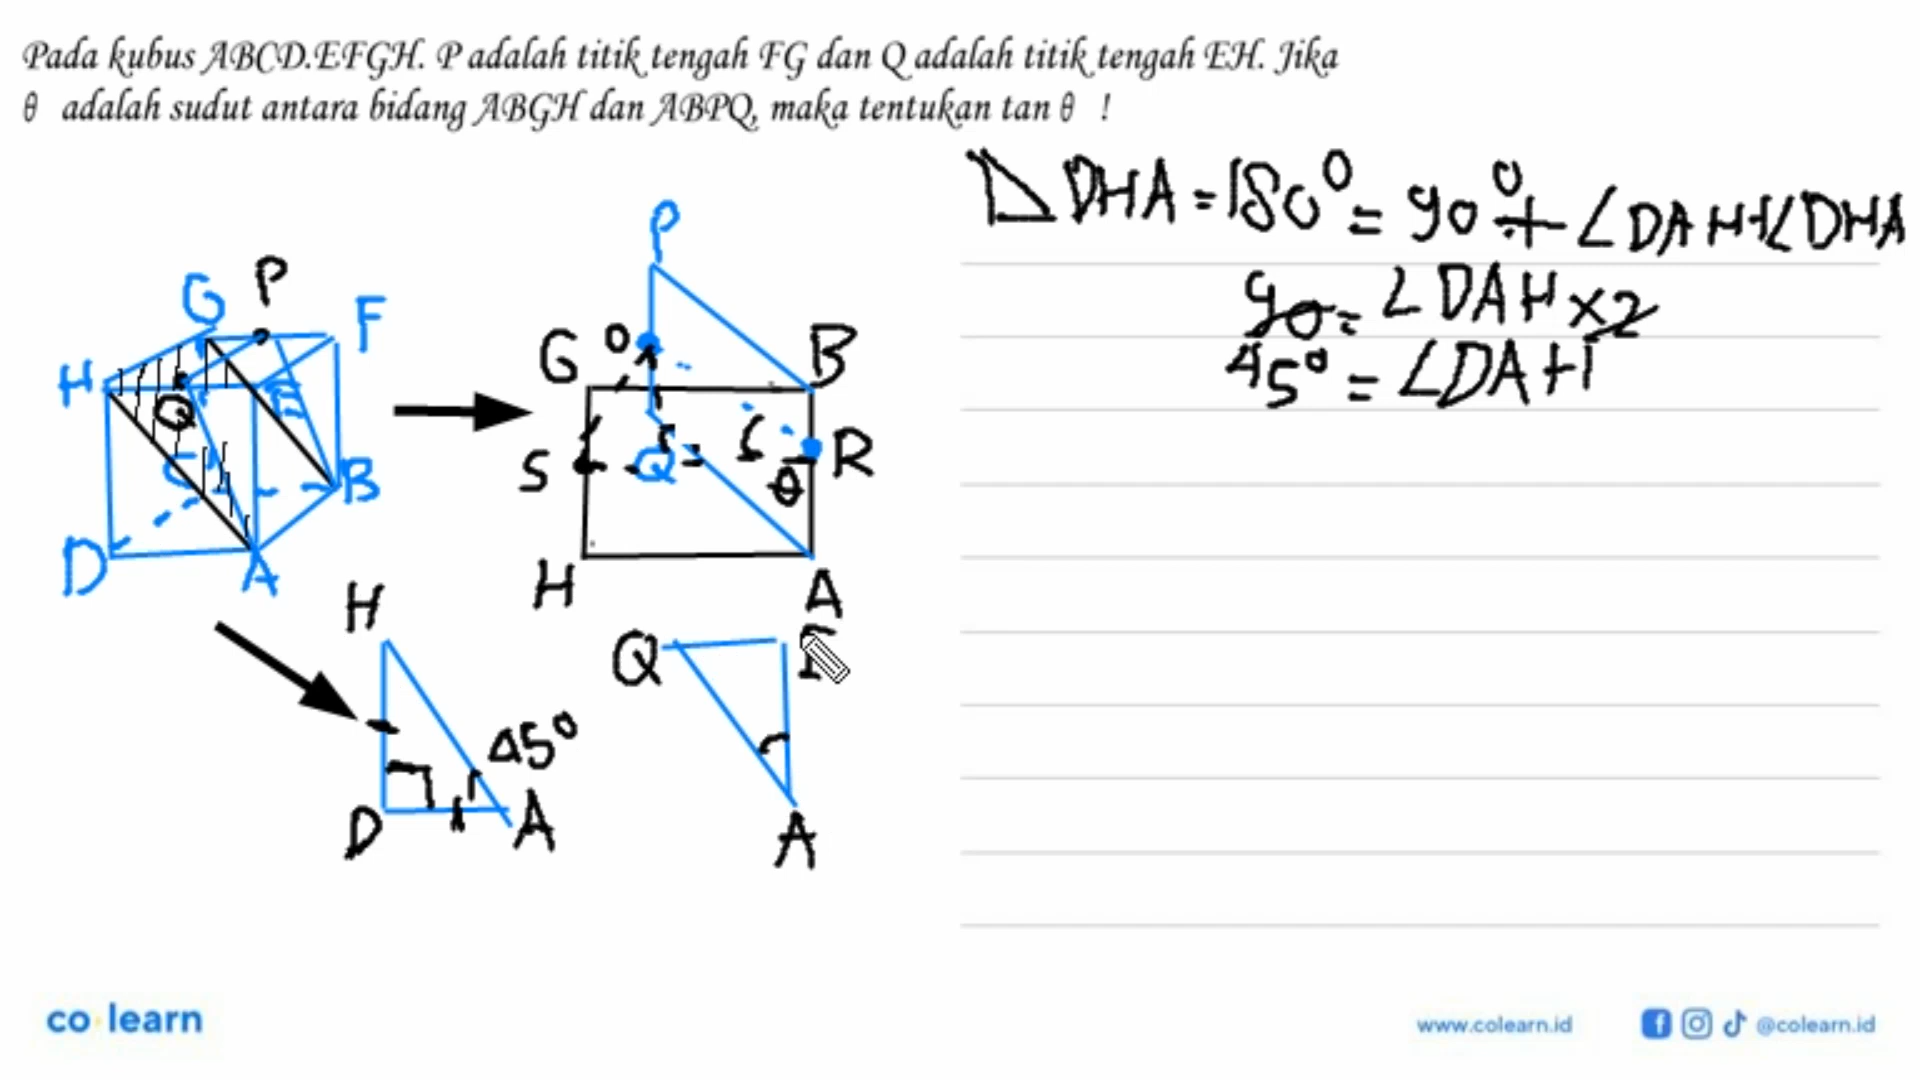 Pada kubus ABCD.EFGH. P adalah titik tengah FG dan Q adalah titik tengah EH. Jika
θ adalah sudut antara bidang ABGH dan ABPQ, maka tentukan tan θ !
△ DHA = 180° = 90° + ∠DAH + ∠DHA
90 = ∠DAH × 2
45° = ∠DAH
G P F
H Q E
C B
D A
P
G O B
S Q R
θ
H A
H
45°
D A
Q E
A
co learn
www.colearn.id @colearn.id